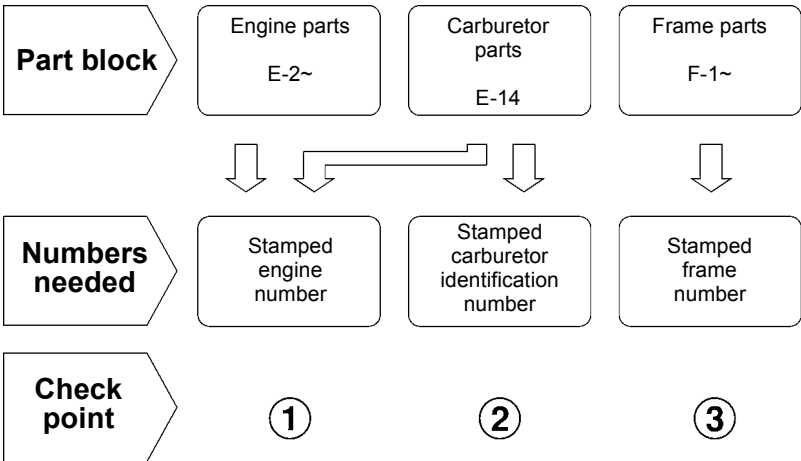 Part block
Engine parts
E-2~
Carburetor
parts
E-14
Frame parts
F-1~
Numbers
needed
Stamped
engine
number
Stamped
carburetor
identification
number
Stamped
frame
number
Check
point
①
②
③